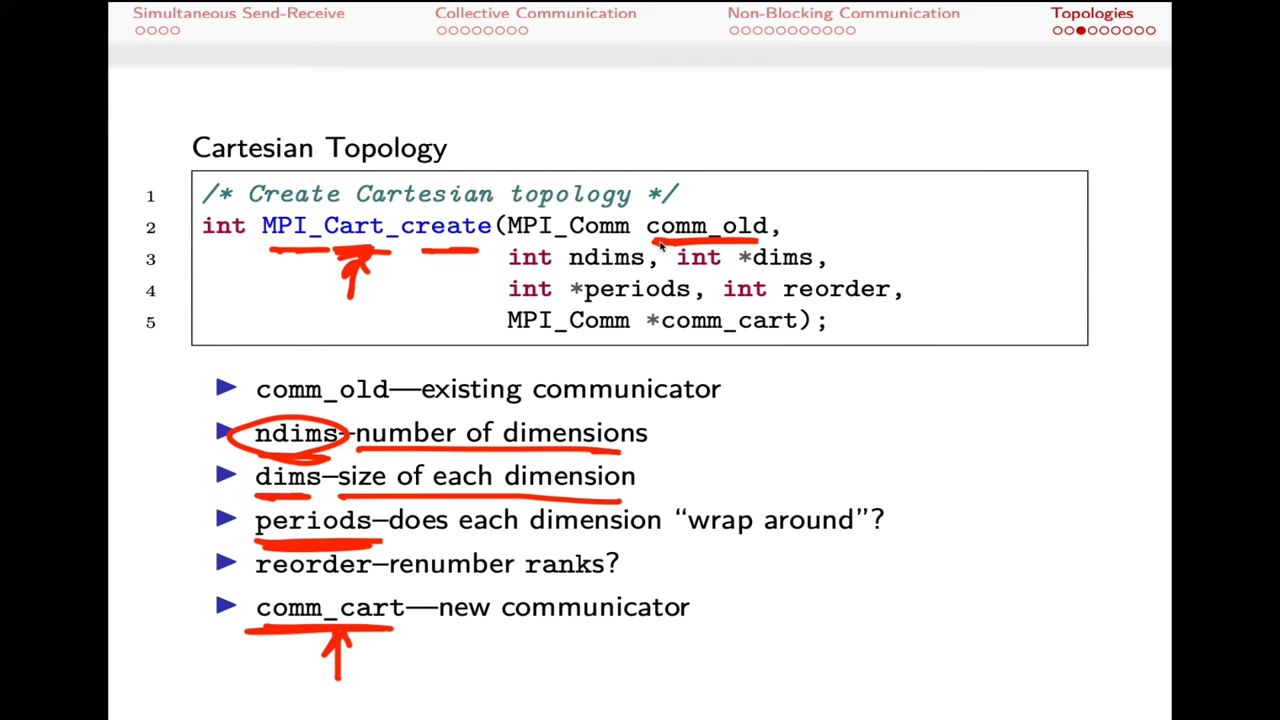 Simultaneous Send-Receive Collective Communication Non-Blocking Communication Topologies
Cartesian Topology
1 /* Create Cartesian topology */
2 int MPI_Cart_create(MPI_Comm comm_old,
3 int ndims, int *dims,
4 int *periods, int reorder,
5 MPI_Comm *comm_cart);
comm_old—existing communicator
ndims–number of dimensions
dims–size of each dimension
periods–does each dimension “wrap around”?
reorder–renumber ranks?
comm_cart—new communicator